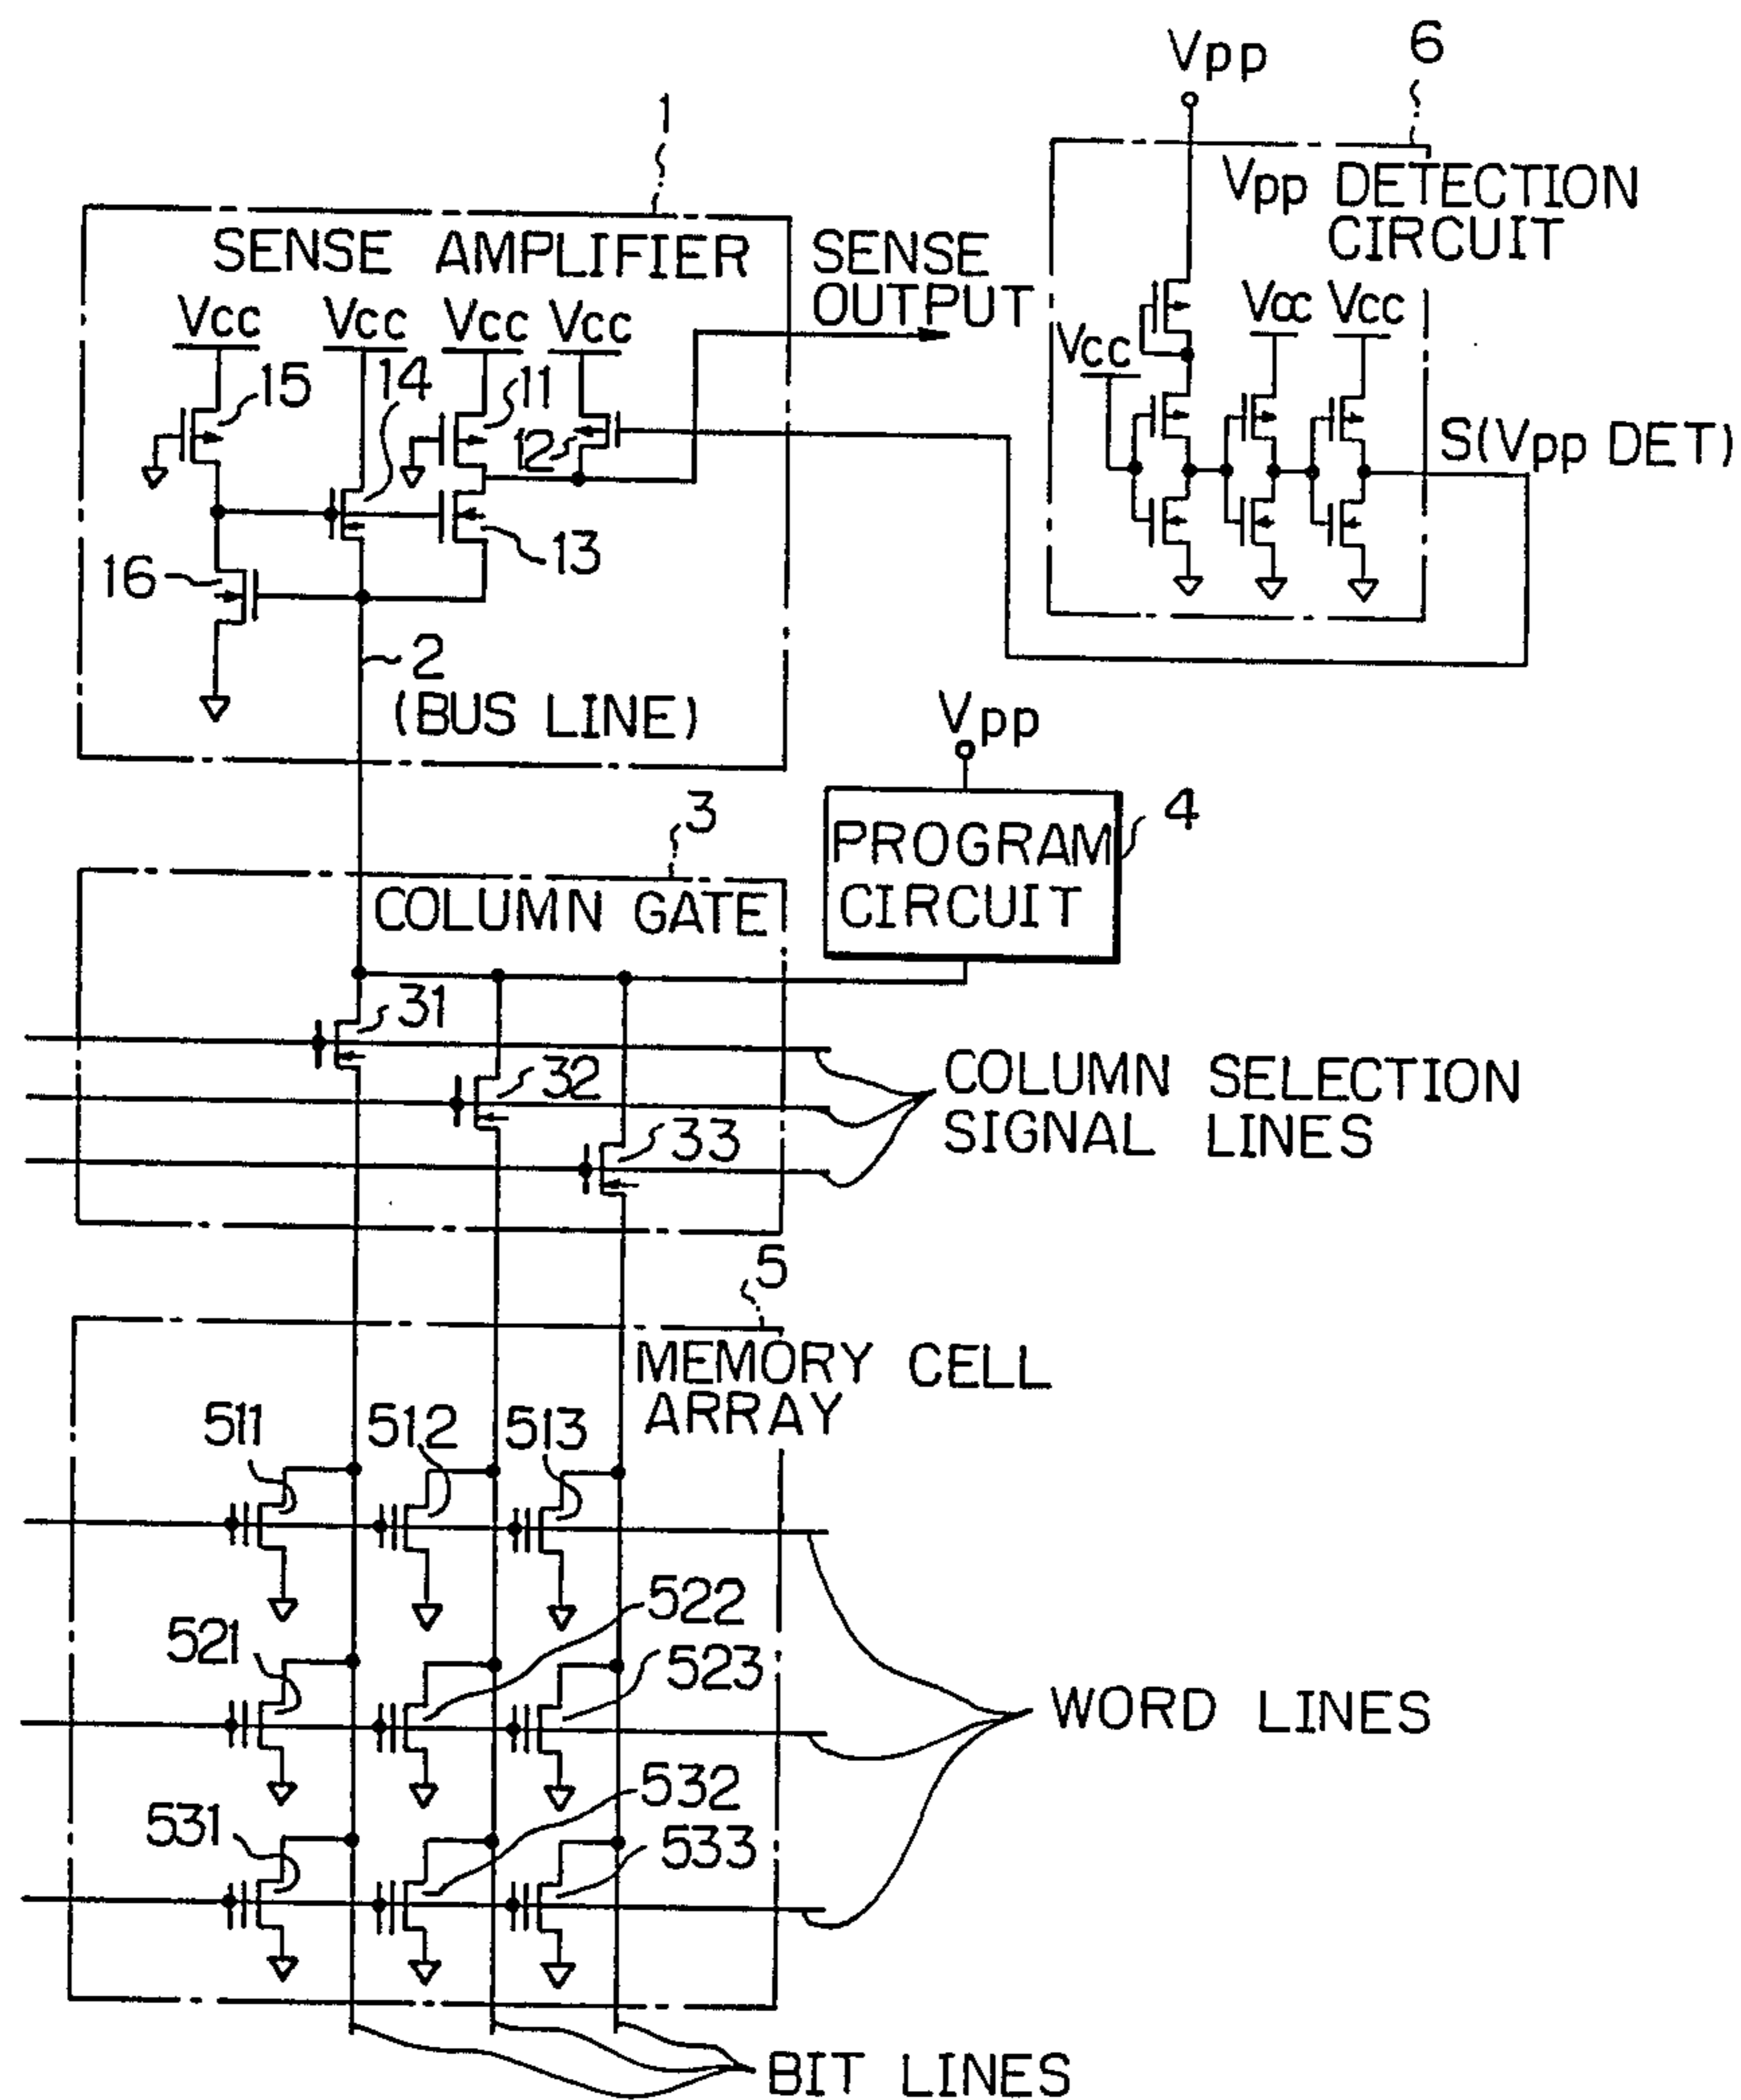 Vpp
6
1
Vpp DETECTION
CIRCUIT
SENSE AMPLIFIER
SENSE
OUTPUT
Vcc
Vcc
Vcc
Vcc
Vcc
Vcc
Vcc
15
14
11
12
S(Vpp DET)
13
16
2
(BUS LINE)
Vpp
3
PROGRAM
CIRCUIT
4
COLUMN GATE
31
32
33
COLUMN SELECTION
SIGNAL LINES
5
MEMORY CELL
ARRAY
511
512
513
521
522
523
WORD LINES
531
532
533
BIT LINES